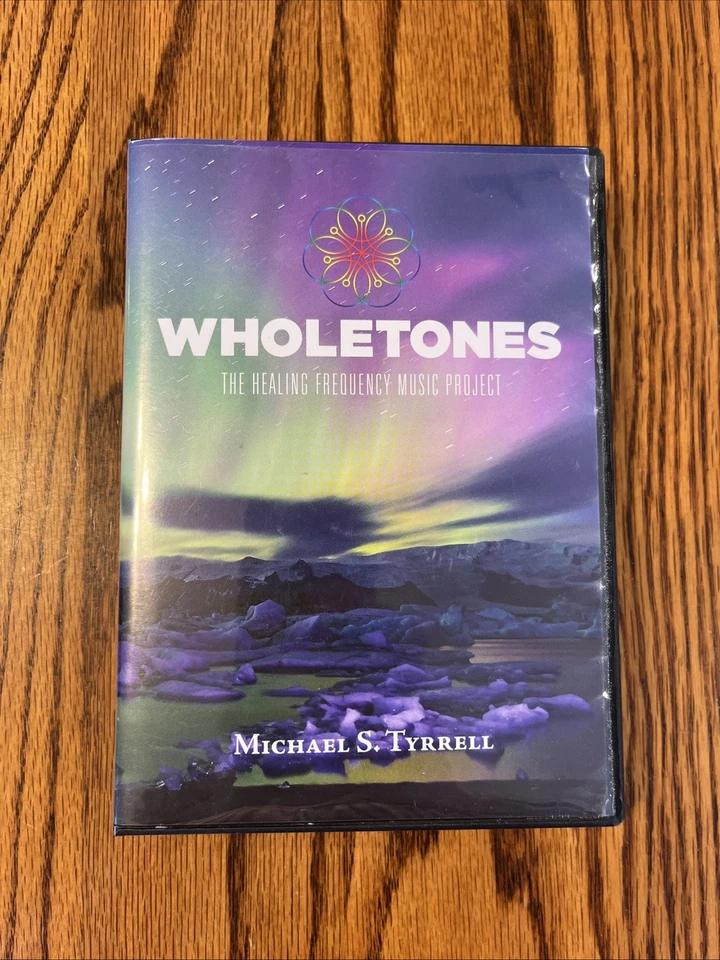 WHOLETONES
THE HEALING FREQUENCY MUSIC PROJECT
MICHAEL S. TYRRELL